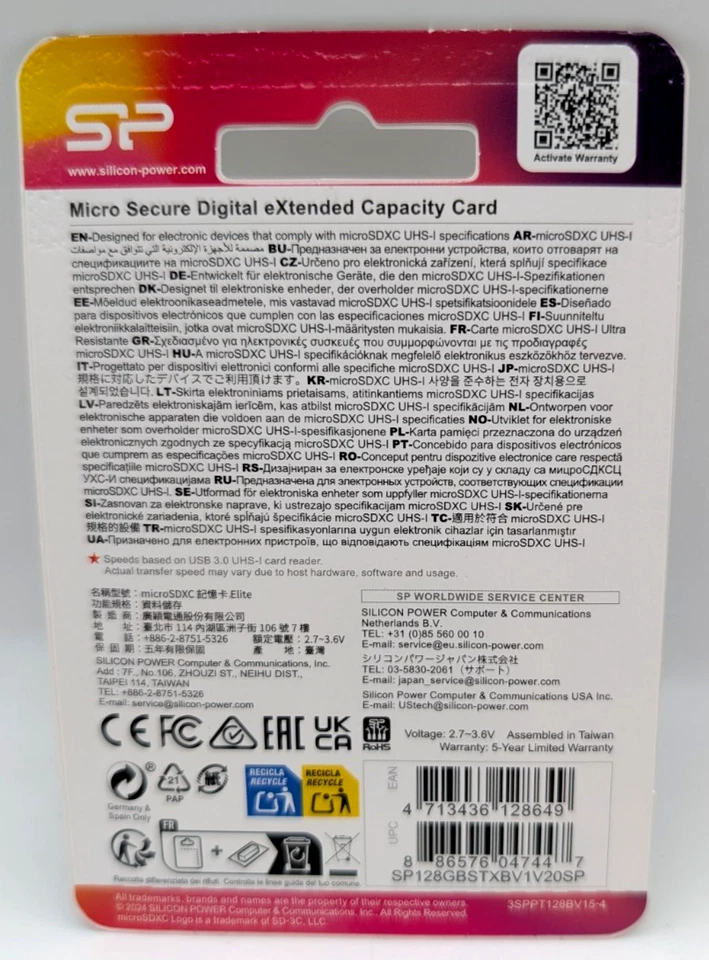 SP
www.silicon-power.com
Activate Warranty
Micro Secure Digital eXtended Capacity Card
EN-Designed for electronic devices that comply with microSDXC UHS-I specifications AR-microSDXC UHS-I
مصممة للأجهزة الإلكترونية التي تتوافق مع مواصفات BU-Предназначен за електронни устройства, които отговарят на
спецификациите на microSDXC UHS-I CZ-Určeno pro elektronická zařízení, která splňují specifikace
microSDXC UHS-I DE-Entwickelt für elektronische Geräte, die den microSDXC UHS-I-Spezifikationen
entsprechen DK-Designet til elektroniske enheder, der overholder microSDXC UHS-I-specifikationerne
EE-Mõeldud elektroonikaseadmetele, mis vastavad microSDXC UHS-I spetsifikatsioonidele ES-Diseñado
para dispositivos electrónicos que cumplen con las especificaciones microSDXC UHS-I FI-Suunniteltu
elektroniikkalaitteisiin, jotka ovat microSDXC UHS-I-määritysten mukaisia. FR-Carte microSDXC UHS-I Ultra
Resistante GR-Σχεδιασμένο για ηλεκτρονικές συσκευές που συμμορφώνονται με τις προδιαγραφές
microSDXC UHS-I HU-A microSDXC UHS-I specifikációknak megfelelő elektronikus eszközökhöz tervezve.
IT-Progettato per dispositivi elettronici conformi alle specifiche microSDXC UHS-I JP-microSDXC UHS-I
規格に対応したデバイスでご利用頂けます。KR-microSDXC UHS-I 사양을 준수하는 전자 장치용으로
설계되었습니다. LT-Skirta elektroniniams prietaisams, atitinkantiems microSDXC UHS-I specifikacijas
LV-Paredzēts elektroniskajām ierīcēm, kas atbilst microSDXC UHS-I specifikācijām NL-Ontworpen voor
elektronische apparaten die voldoen aan de microSDXC UHS-I specificaties NO-Utviklet for elektroniske
enheter som overholder microSDXC UHS-I-spesifikasjonene PL-Karta pamięci przeznaczona do urządzeń
elektronicznych zgodnych ze specyfikacją microSDXC UHS-I PT-Concebido para dispositivos electrónicos
que cumprem as especificações microSDXC UHS-I RO-Conceput pentru dispozitive electronice care respectă
specificațiile microSDXC UHS-I RS-Дизајниран за електронске уређаје који су у складу са мицроСДКСЦ
УХС-И спецификацијама RU-Предназначена для электронных устройств, соответствующих спецификации
microSDXC UHS-I. SE-Utformad för elektroniska enheter som uppfyller microSDXC UHS-I-specifikationerna
SI-Zasnovan za elektronske naprave, ki ustrezajo specifikacijam microSDXC UHS-I SK-Určené pre
elektronické zariadenia, ktoré spĺňajú špecifikácie microSDXC UHS-I TC-適用於符合 microSDXC UHS-I
規格的設備 TR-microSDXC UHS-I spesifikasyonlarına uygun elektronik cihazlar için tasarlanmıştır
UA-Призначено для електронних пристроїв, що відповідають специфікаціям microSDXC UHS-I
★ Speeds based on USB 3.0 UHS-I card reader.
Actual transfer speed may vary due to host hardware, software and usage.
名稱型號：microSDXC 記憶卡,Elite
功能規格：資料儲存
製造商：廣穎電通股份有限公司
地址：臺北市 114 內湖區洲子街 106 號 7 樓
電話：+886-2-8751-5326 額定電壓：2.7~3.6V
保固期：五年有限保固 產地：臺灣
SILICON POWER Computer & Communications, Inc.
Add : 7F., No.106, ZHOUZI ST., NEIHU DIST.,
TAIPEI 114, TAIWAN
TEL: +886-2-8751-5326
E-mail: service@silicon-power.com
SP WORLDWIDE SERVICE CENTER
SILICON POWER Computer & Communications
Netherlands B.V.
TEL: +31 (0)85 560 00 10
E-mail: service@eu.silicon-power.com
シリコンパワージャパン株式会社
TEL: 03-5830-2061（サポート）
E-mail: japan_service@silicon-power.com
Silicon Power Computer & Communications USA Inc.
E-mail: UStech@silicon-power.com
CE FC EAC UK CA SP RoHS
Voltage: 2.7~3.6V Assembled in Taiwan
Warranty: 5-Year Limited Warranty
Germany &
Spain Only
21
PAP
RECICLA
RECYCLE
RECICLA
RECYCLE
FR
+
Raccolta differenziata dei rifiuti. Controlla le linee guida del tuo comune.
EAN
4 713436 128649
UPC
8 86576 04744 7
SP128GBSTXBV1V20SP
All trademarks, brands and names are the property of their respective owners.
© 2024 SILICON POWER Computer & Communications, Inc., All Rights Reserved.
microSDXC Logo is a trademark of SD-3C, LLC.
3SPPT128BV15-4